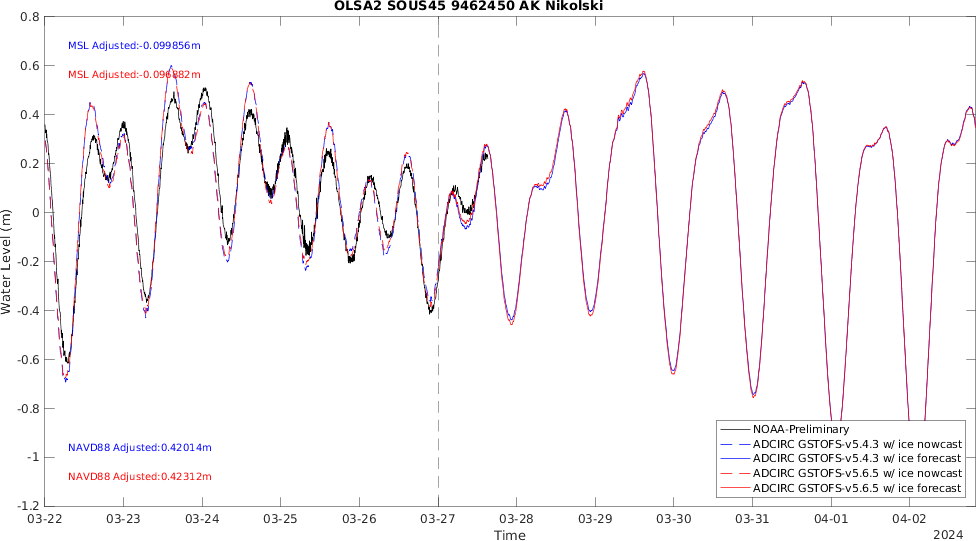 OLSA2 SOUS45 9462450 AK Nikolski
MSL Adjusted:-0.099856m
MSL Adjusted:-0.096882m
NAVD88 Adjusted:0.42014m
NAVD88 Adjusted:0.42312m
Water Level (m)
0.8
0.6
0.4
0.2
0
-0.2
-0.4
-0.6
-0.8
-1
-1.2
NOAA-Preliminary
ADCIRC GSTOFS-v5.4.3 w/ ice nowcast
ADCIRC GSTOFS-v5.4.3 w/ ice forecast
ADCIRC GSTOFS-v5.6.5 w/ ice nowcast
ADCIRC GSTOFS-v5.6.5 w/ ice forecast
03-22 03-23 03-24 03-25 03-26 03-27 03-28 03-29 03-30 03-31 04-01 04-02
Time
2024